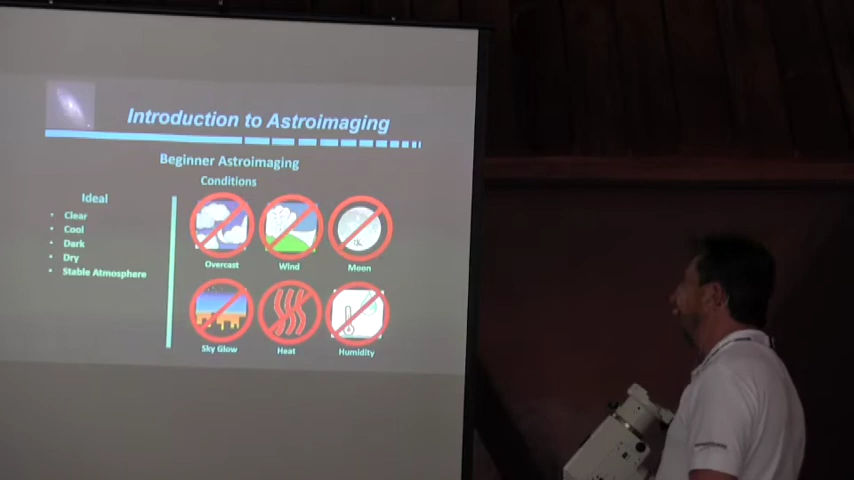 Introduction to Astroimaging
Beginner Astroimaging
Conditions
Ideal
• Clear
• Cool
• Dark
• Dry
• Stable Atmosphere
Overcast
Wind
Moon
Sky Glow
Heat
Humidity